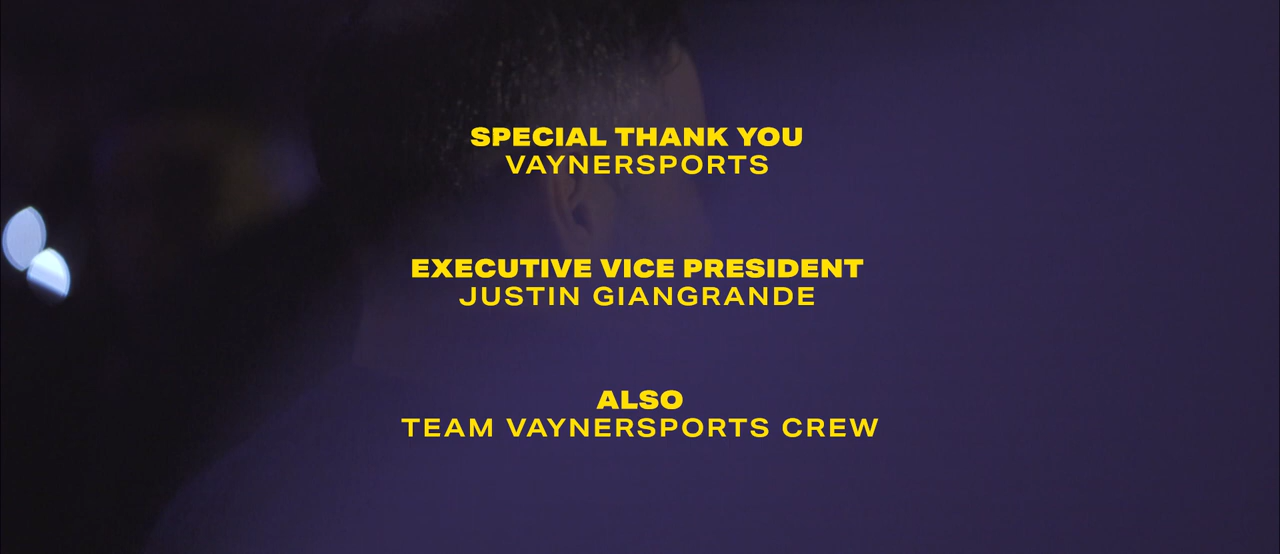 SPECIAL THANK YOU
VAYNERSPORTS
EXECUTIVE VICE PRESIDENT
JUSTIN GIANGRANDE
ALSO
TEAM VAYNERSPORTS CREW